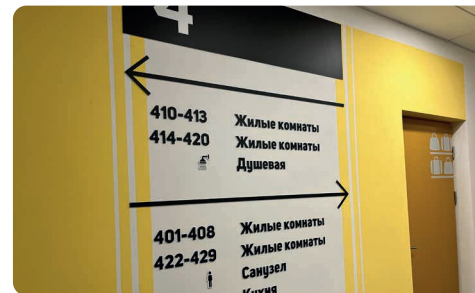 4
410-413 Жилые комнаты
414-420 Жилые комнаты
Душевая
401-408 Жилые комнаты
422-429 Жилые комнаты
Санузел
Кухня